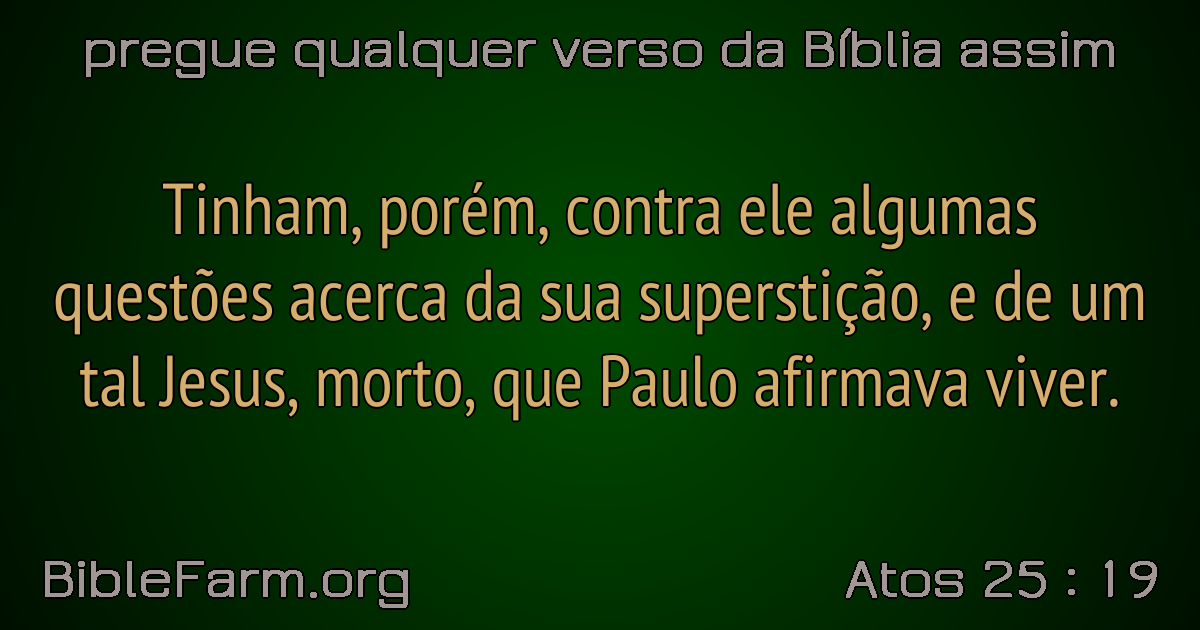 pregue qualquer verso da Bíblia assim
Tinham, porém, contra ele algumas
questões acerca da sua superstição, e de um
tal Jesus, morto, que Paulo afirmava viver.
BibleFarm.org
Atos 25 : 19